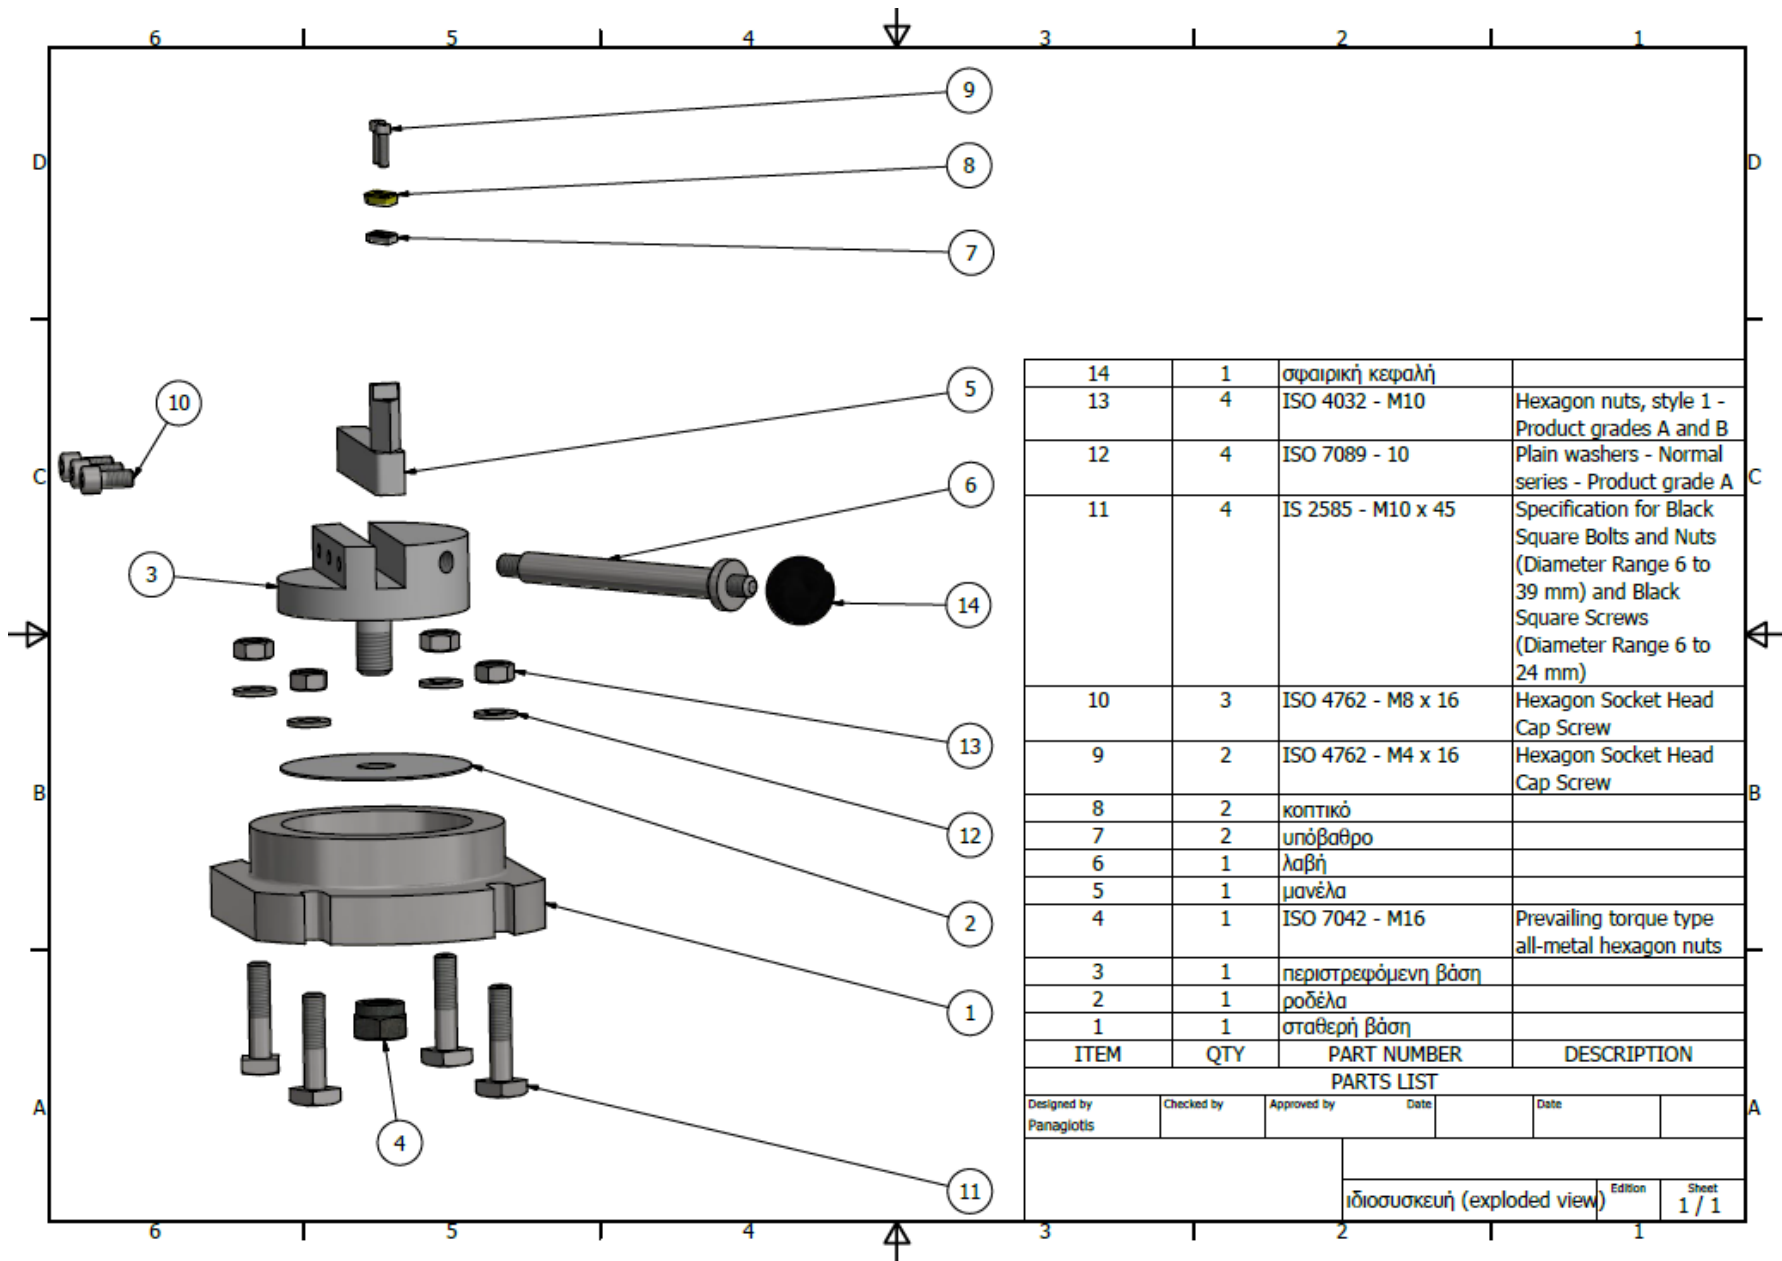 6 5 4 3 2 1
D D
C C
B B
A A
9
8
7
5
10
6
3
14
13
12
2
1
4
11
14 1 σφαιρική κεφαλή
13 4 ISO 4032 - M10 Hexagon nuts, style 1 -
Product grades A and B
12 4 ISO 7089 - 10 Plain washers - Normal
series - Product grade A
11 4 IS 2585 - M10 x 45 Specification for Black
Square Bolts and Nuts
(Diameter Range 6 to
39 mm) and Black
Square Screws
(Diameter Range 6 to
24 mm)
10 3 ISO 4762 - M8 x 16 Hexagon Socket Head
Cap Screw
9 2 ISO 4762 - M4 x 16 Hexagon Socket Head
Cap Screw
8 2 κοπτικό
7 2 υπόβαθρο
6 1 λαβή
5 1 μανέλα
4 1 ISO 7042 - M16 Prevailing torque type
all-metal hexagon nuts
3 1 περιστρεφόμενη βάση
2 1 ροδέλα
1 1 σταθερή βάση
ITEM QTY PART NUMBER DESCRIPTION
PARTS LIST
Designed by Checked by Approved by Date Date
Panagiotis
ιδιοσυσκευή (exploded view) Edition Sheet
1 / 1
6 5 4 3 2 1